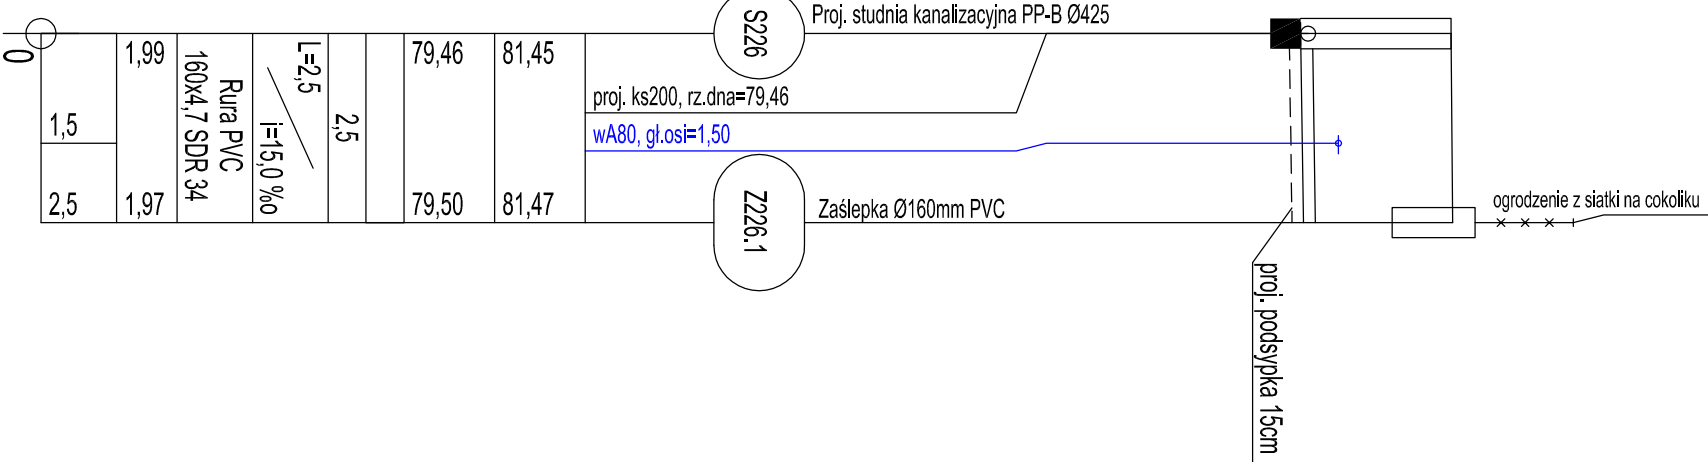 Proj. studnia kanalizacyjna PP-B Ø425
S226
0
1,99
79,46
81,45
L=2,5
i=15,0 %o
Rura PVC
160x4,7 SDR 34
2,5
proj. ks200, rz.dna=79,46
wA80, gł.osi=1,50
1,5
2,5
1,97
79,50
81,47
Z226.1
Zaślepka Ø160mm PVC
ogrodzenie z siatki na cokoliku
proj. podsypka 15cm